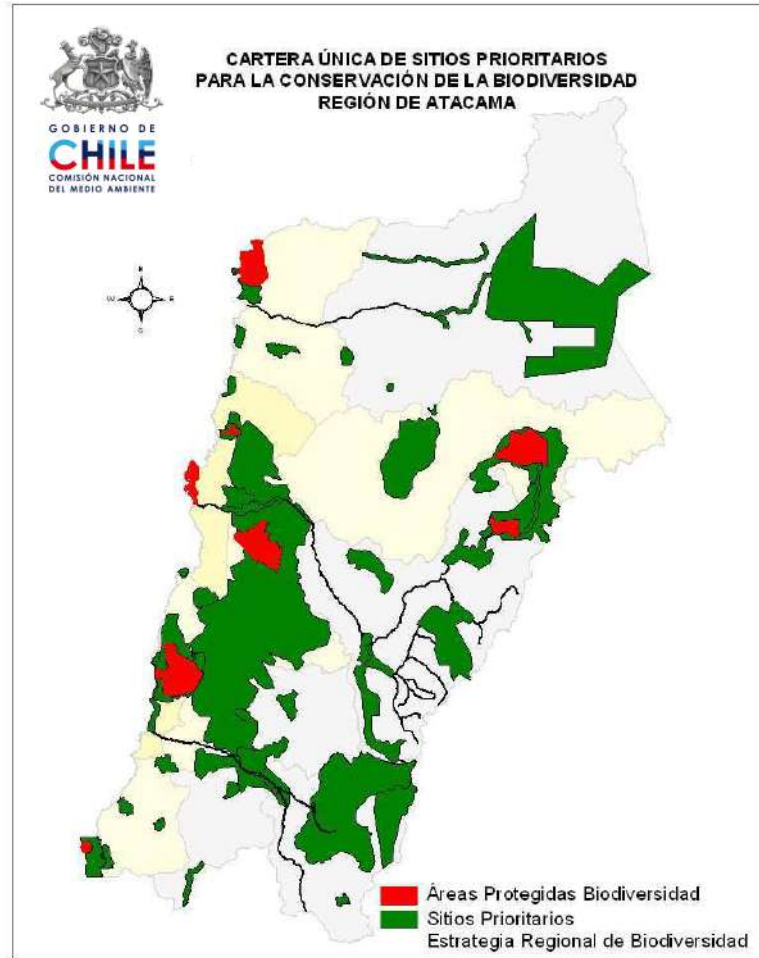 CARTERA ÚNICA DE SITIOS PRIORITARIOS
PARA LA CONSERVACIÓN DE LA BIODIVERSIDAD
REGIÓN DE ATACAMA
GOBIERNO DE
CHILE
COMISIÓN NACIONAL
DEL MEDIO AMBIENTE
Áreas Protegidas Biodiversidad
Sitios Prioritarios
Estrategia Regional de Biodiversidad